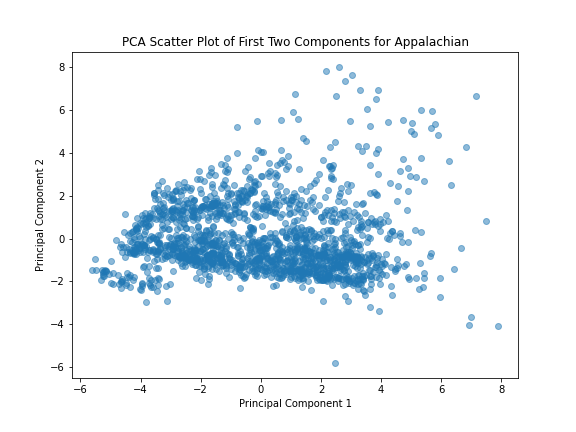 PCA Scatter Plot of First Two Components for Appalachian
8
6
4
2
0
−2
−4
−6
Principal Component 2
−6 −4 −2 0 2 4 6 8
Principal Component 1